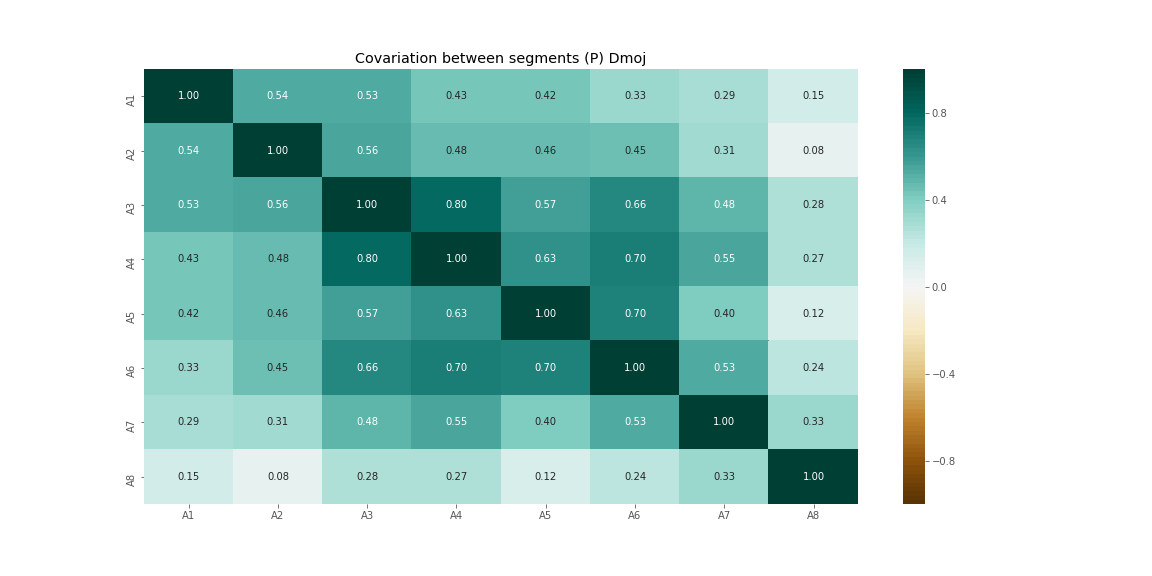 Covariation between segments (P) Dmoj
A1 1.00 0.54 0.53 0.43 0.42 0.33 0.29 0.15
A2 0.54 1.00 0.56 0.48 0.46 0.45 0.31 0.08
A3 0.53 0.56 1.00 0.80 0.57 0.66 0.48 0.28
A4 0.43 0.48 0.80 1.00 0.63 0.70 0.55 0.27
A5 0.42 0.46 0.57 0.63 1.00 0.70 0.40 0.12
A6 0.33 0.45 0.66 0.70 0.70 1.00 0.53 0.24
A7 0.29 0.31 0.48 0.55 0.40 0.53 1.00 0.33
A8 0.15 0.08 0.28 0.27 0.12 0.24 0.33 1.00
A1 A2 A3 A4 A5 A6 A7 A8
0.8
0.4
0.0
−0.4
−0.8